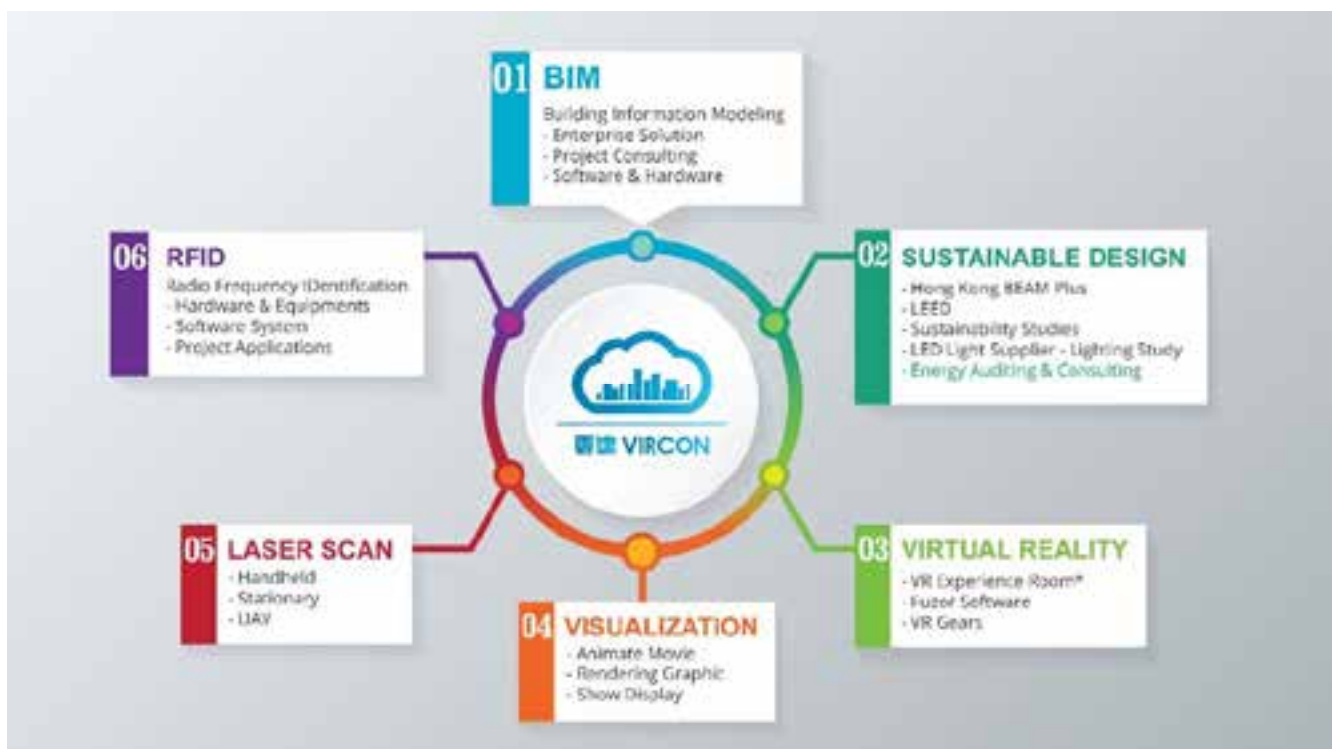 01 BIM
Building Information Modeling
- Enterprise Solution
- Project Consulting
- Software & Hardware
02 SUSTAINABLE DESIGN
- Hong Kong BEAM Plus
- LEED
- Sustainability Studies
- LED Light Supplier - Lighting Study
- Energy Auditing & Consulting
03 VIRTUAL REALITY
- VR Experience Room*
- Fuzor Software
- VR Gears
04 VISUALIZATION
- Animate Movie
- Rendering Graphic
- Show Display
05 LASER SCAN
- Handheld
- Stationary
- UAV
06 RFID
Radio Frequency IDentification
- Hardware & Equipments
- Software System
- Project Applications
VIRCON